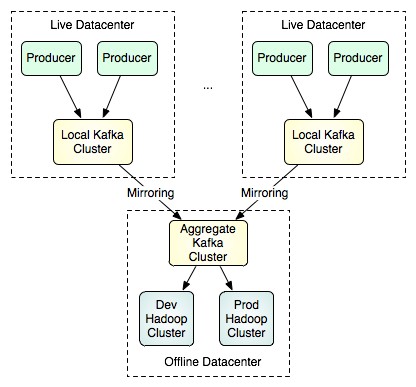 Live Datacenter
Live Datacenter
Producer
Producer
Producer
Producer
...
Local Kafka
Cluster
Local Kafka
Cluster
Mirroring
Mirroring
Aggregate
Kafka
Cluster
Dev
Hadoop
Cluster
Prod
Hadoop
Cluster
Offline Datacenter